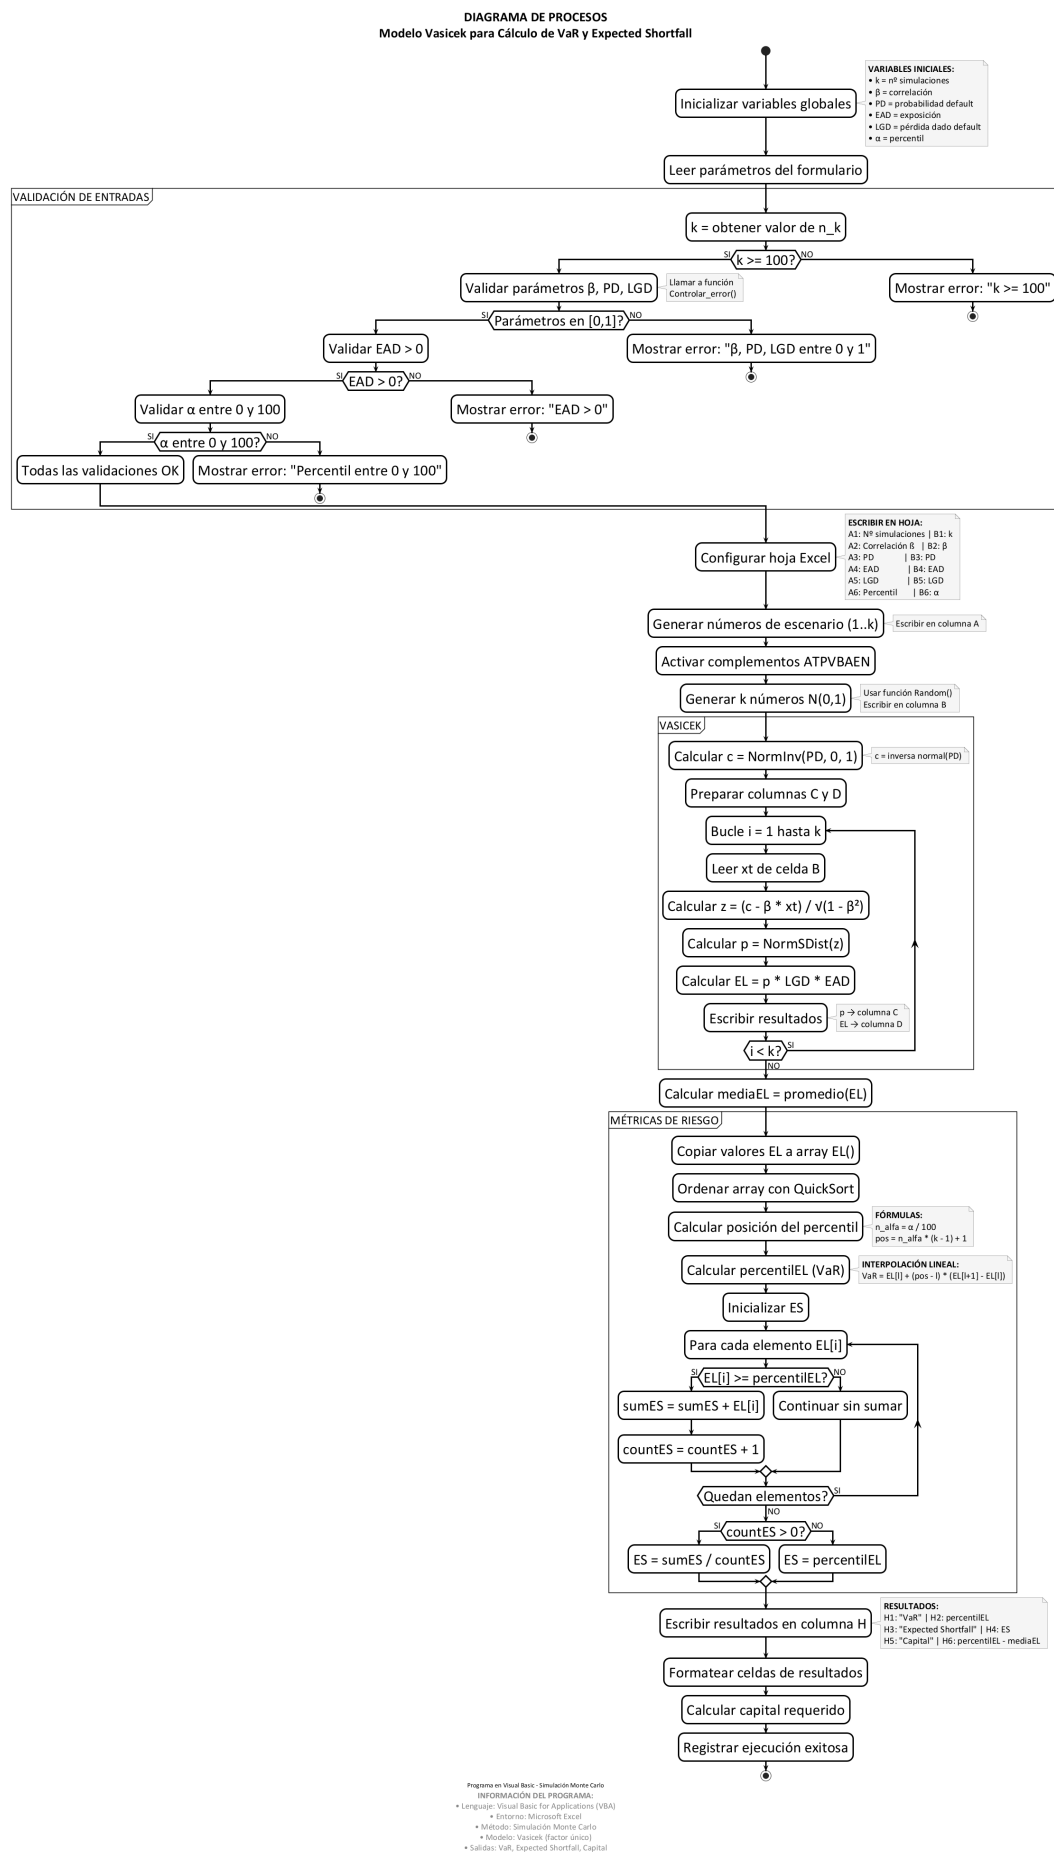 DIAGRAMA DE PROCESOS
Modelo Vasicek para Cálculo de VaR y Expected Shortfall
VARIABLES INICIALES:
• k = nº simulaciones
• β = correlación
• PD = probabilidad default
• EAD = exposición
• LGD = pérdida dado default
• α = percentil
Inicializar variables globales
Leer parámetros del formulario
VALIDACIÓN DE ENTRADAS
k = obtener valor de n_k
SI
k >= 100?
NO
Validar parámetros β, PD, LGD
Llamar a función
Controlar_error()
Mostrar error: "k >= 100"
SI
Parámetros en [0,1]?
NO
Validar EAD > 0
Mostrar error: "β, PD, LGD entre 0 y 1"
SI
EAD > 0?
NO
Validar α entre 0 y 100
Mostrar error: "EAD > 0"
SI
α entre 0 y 100?
NO
Todas las validaciones OK
Mostrar error: "Percentil entre 0 y 100"
Configurar hoja Excel
ESCRIBIR EN HOJA:
A1: Nº simulaciones | B1: k
A2: Correlación ß | B2: β
A3: PD | B3: PD
A4: EAD | B4: EAD
A5: LGD | B5: LGD
A6: Percentil | B6: α
Generar números de escenario (1..k)
Escribir en columna A
Activar complementos ATPVBAEN
Generar k números N(0,1)
Usar función Random()
Escribir en columna B
VASICEK
Calcular c = NormInv(PD, 0, 1)
c = inversa normal(PD)
Preparar columnas C y D
Bucle i = 1 hasta k
Leer xt de celda B
Calcular z = (c - β * xt) / √(1 - β²)
Calcular p = NormSDist(z)
Calcular EL = p * LGD * EAD
Escribir resultados
p → columna C
EL → columna D
i < k?
SI
NO
Calcular mediaEL = promedio(EL)
MÉTRICAS DE RIESGO
Copiar valores EL a array EL()
Ordenar array con QuickSort
Calcular posición del percentil
FÓRMULAS:
n_alfa = α / 100
pos = n_alfa * (k - 1) + 1
Calcular percentilEL (VaR)
INTERPOLACIÓN LINEAL:
VaR = EL[l] + (pos - l) * (EL[l+1] - EL[l])
Inicializar ES
Para cada elemento EL[i]
SI
EL[i] >= percentilEL?
NO
sumES = sumES + EL[i]
Continuar sin sumar
countES = countES + 1
Quedan elementos?
SI
NO
SI
countES > 0?
NO
ES = sumES / countES
ES = percentilEL
Escribir resultados en columna H
RESULTADOS:
H1: "VaR" | H2: percentilEL
H3: "Expected Shortfall" | H4: ES
H5: "Capital" | H6: percentilEL - mediaEL
Formatear celdas de resultados
Calcular capital requerido
Registrar ejecución exitosa
Programa en Visual Basic - Simulación Monte Carlo
INFORMACIÓN DEL PROGRAMA:
• Lenguaje: Visual Basic for Applications (VBA)
• Entorno: Microsoft Excel
• Método: Simulación Monte Carlo
• Modelo: Vasicek (factor único)
• Salidas: VaR, Expected Shortfall, Capital